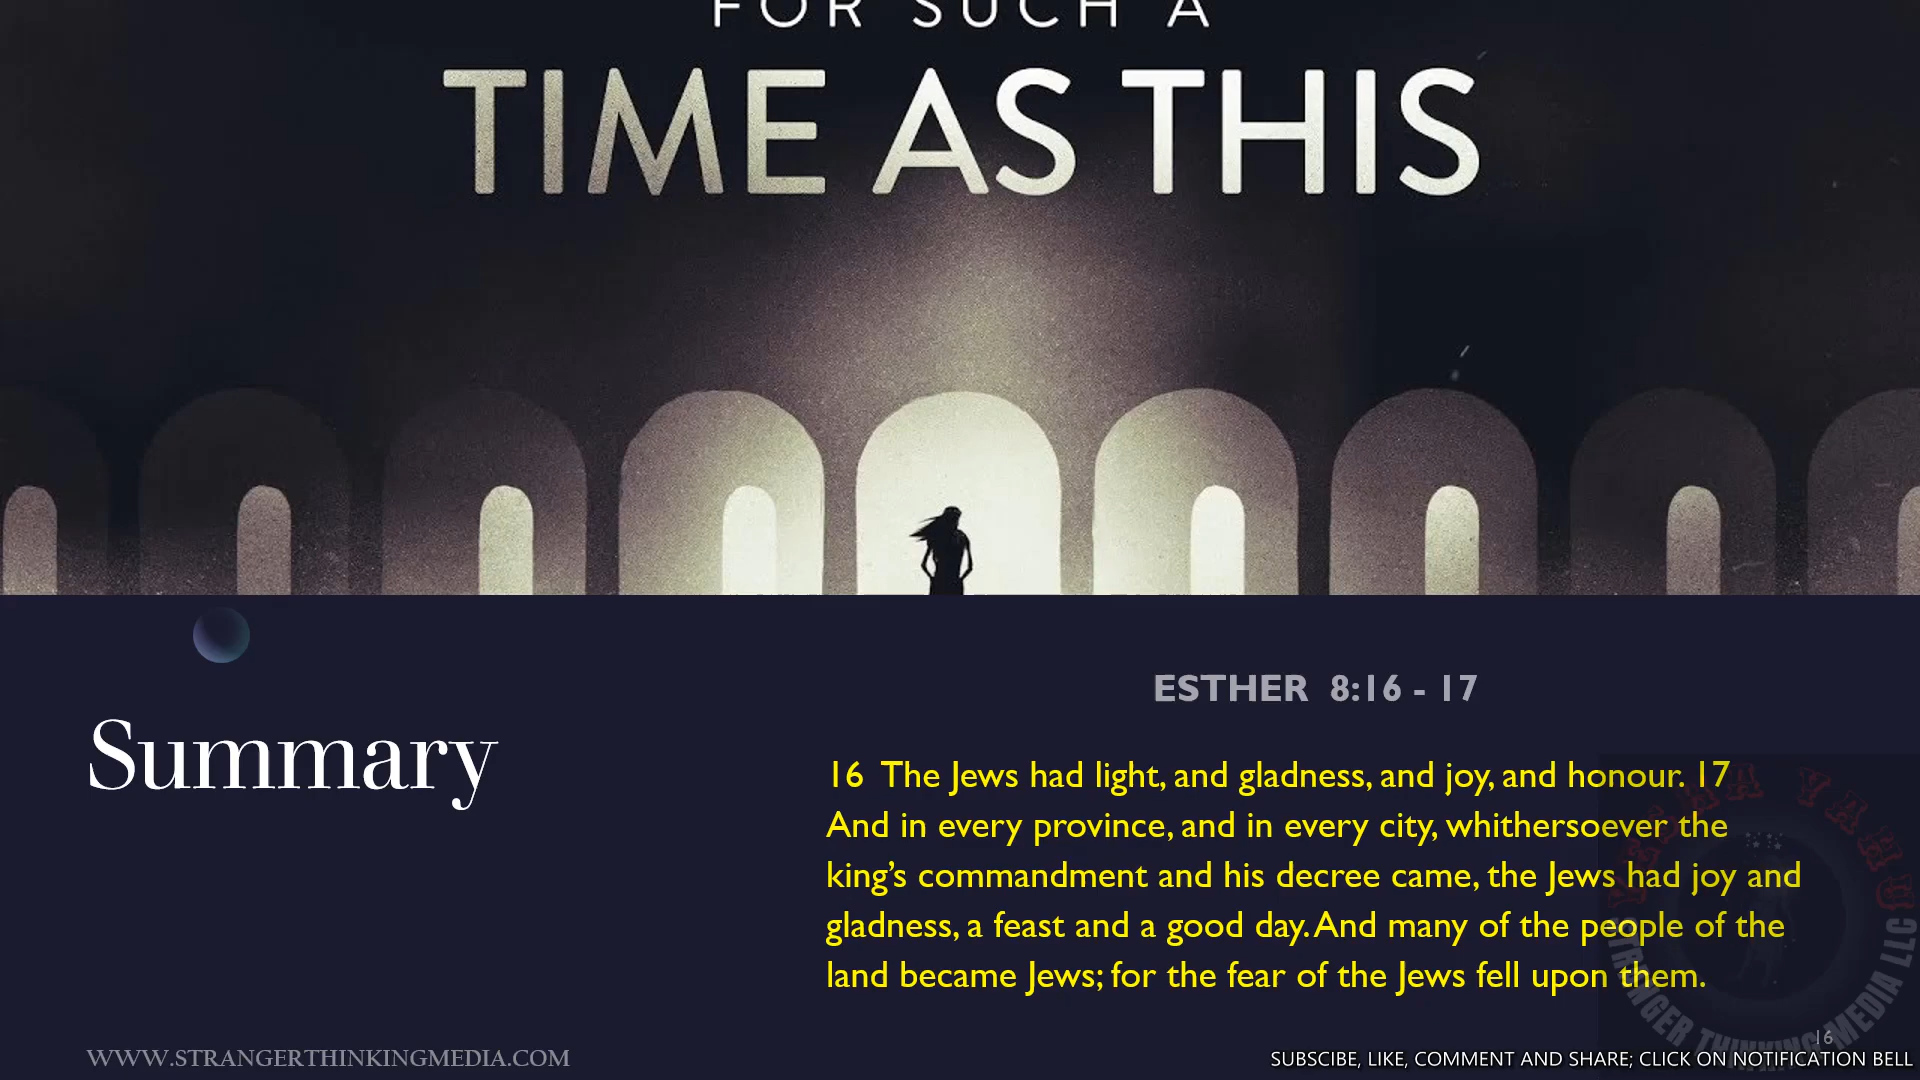 FOR SUCH A
TIME AS THIS
Summary
ESTHER 8:16 - 17
16 The Jews had light, and gladness, and joy, and honour. 17
And in every province, and in every city, whithersoever the
king’s commandment and his decree came, the Jews had joy and
gladness, a feast and a good day. And many of the people of the
land became Jews; for the fear of the Jews fell upon them.
STRANGER THINKING MEDIA LLC
16
WWW.STRANGERTHINKINGMEDIA.COM
SUBSCIBE, LIKE, COMMENT AND SHARE; CLICK ON NOTIFICATION BELL